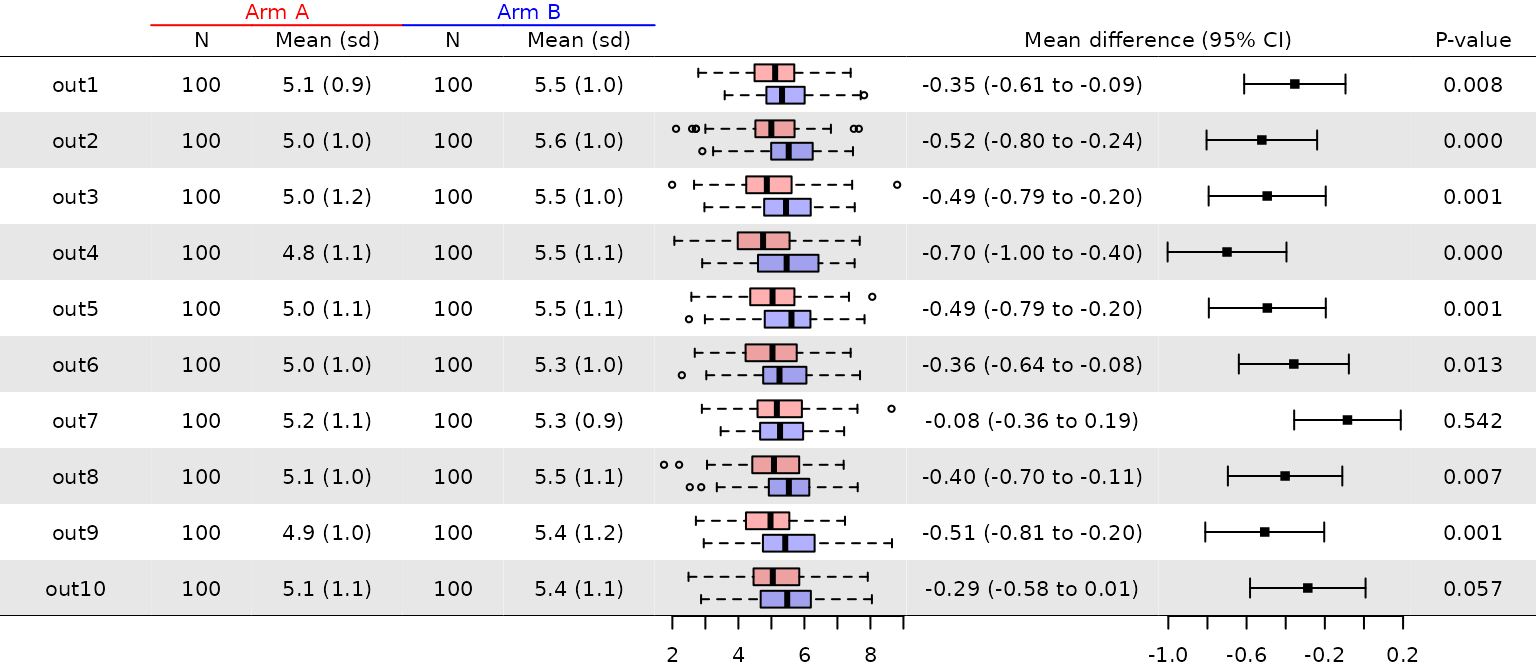 Arm A Arm B
N Mean (sd) N Mean (sd) Mean difference (95% CI) P-value
out1 100 5.1 (0.9) 100 5.5 (1.0) -0.35 (-0.61 to -0.09) 0.008
out2 100 5.0 (1.0) 100 5.6 (1.0) -0.52 (-0.80 to -0.24) 0.000
out3 100 5.0 (1.2) 100 5.5 (1.0) -0.49 (-0.79 to -0.20) 0.001
out4 100 4.8 (1.1) 100 5.5 (1.1) -0.70 (-1.00 to -0.40) 0.000
out5 100 5.0 (1.1) 100 5.5 (1.1) -0.49 (-0.79 to -0.20) 0.001
out6 100 5.0 (1.0) 100 5.3 (1.0) -0.36 (-0.64 to -0.08) 0.013
out7 100 5.2 (1.1) 100 5.3 (0.9) -0.08 (-0.36 to 0.19) 0.542
out8 100 5.1 (1.0) 100 5.5 (1.1) -0.40 (-0.70 to -0.11) 0.007
out9 100 4.9 (1.0) 100 5.4 (1.2) -0.51 (-0.81 to -0.20) 0.001
out10 100 5.1 (1.1) 100 5.4 (1.1) -0.29 (-0.58 to 0.01) 0.057
2 4 6 8 -1.0 -0.6 -0.2 0.2